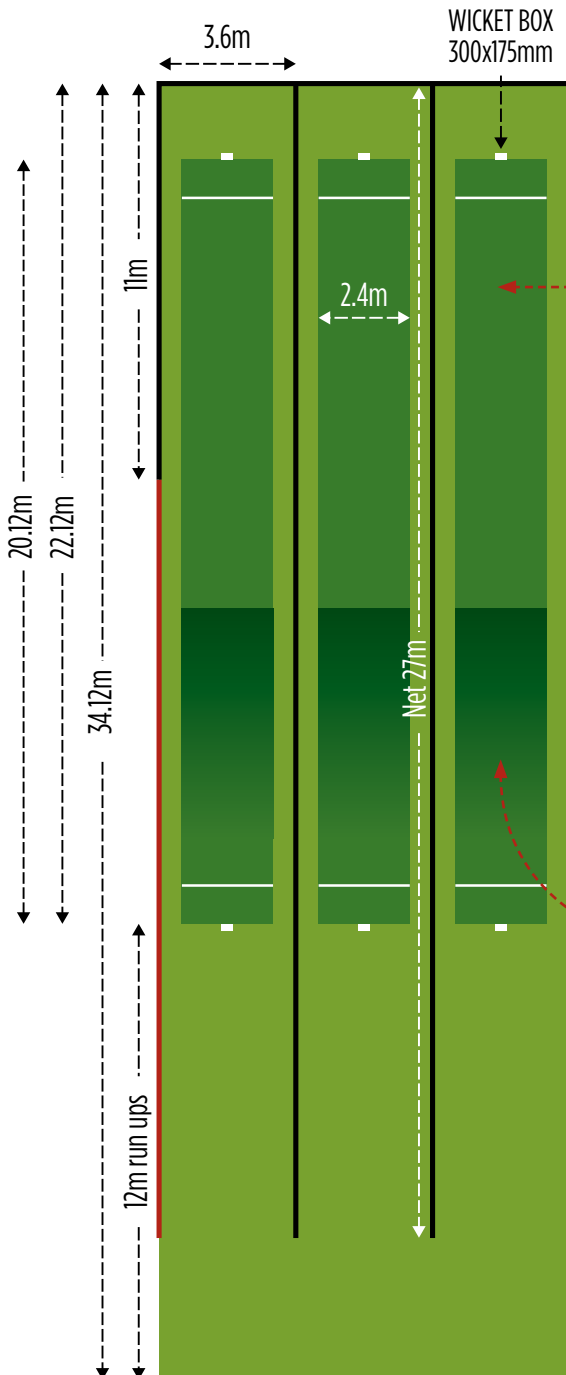 WICKET BOX
300x175mm
3.6m
11m
2.4m
20.12m
22.12m
34.12m
Net 27m
12m run ups